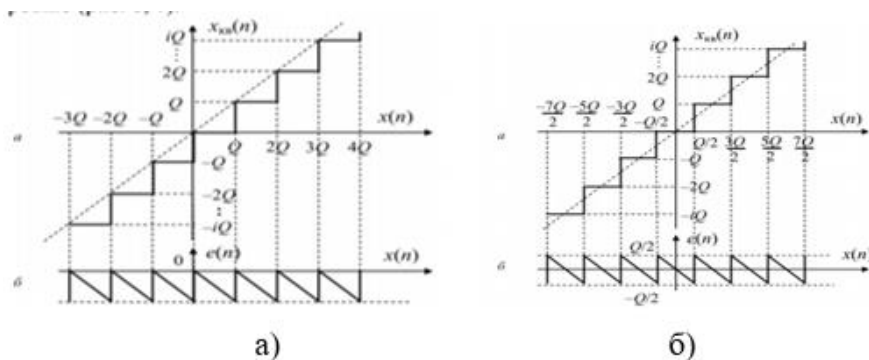 x_кв(n)
iQ
2Q
Q
-3Q -2Q -Q
x(n)
а
Q 2Q 3Q 4Q
-Q
-2Q
-iQ
0
e(n)
x(n)
б
а)
x_кв(n)
iQ
2Q
Q
-7Q/2 -5Q/2 -3Q/2 -Q/2
x(n)
а
Q/2 3Q/2 5Q/2 7Q/2
-Q
-2Q
-iQ
Q/2
e(n)
x(n)
б
-Q/2
б)